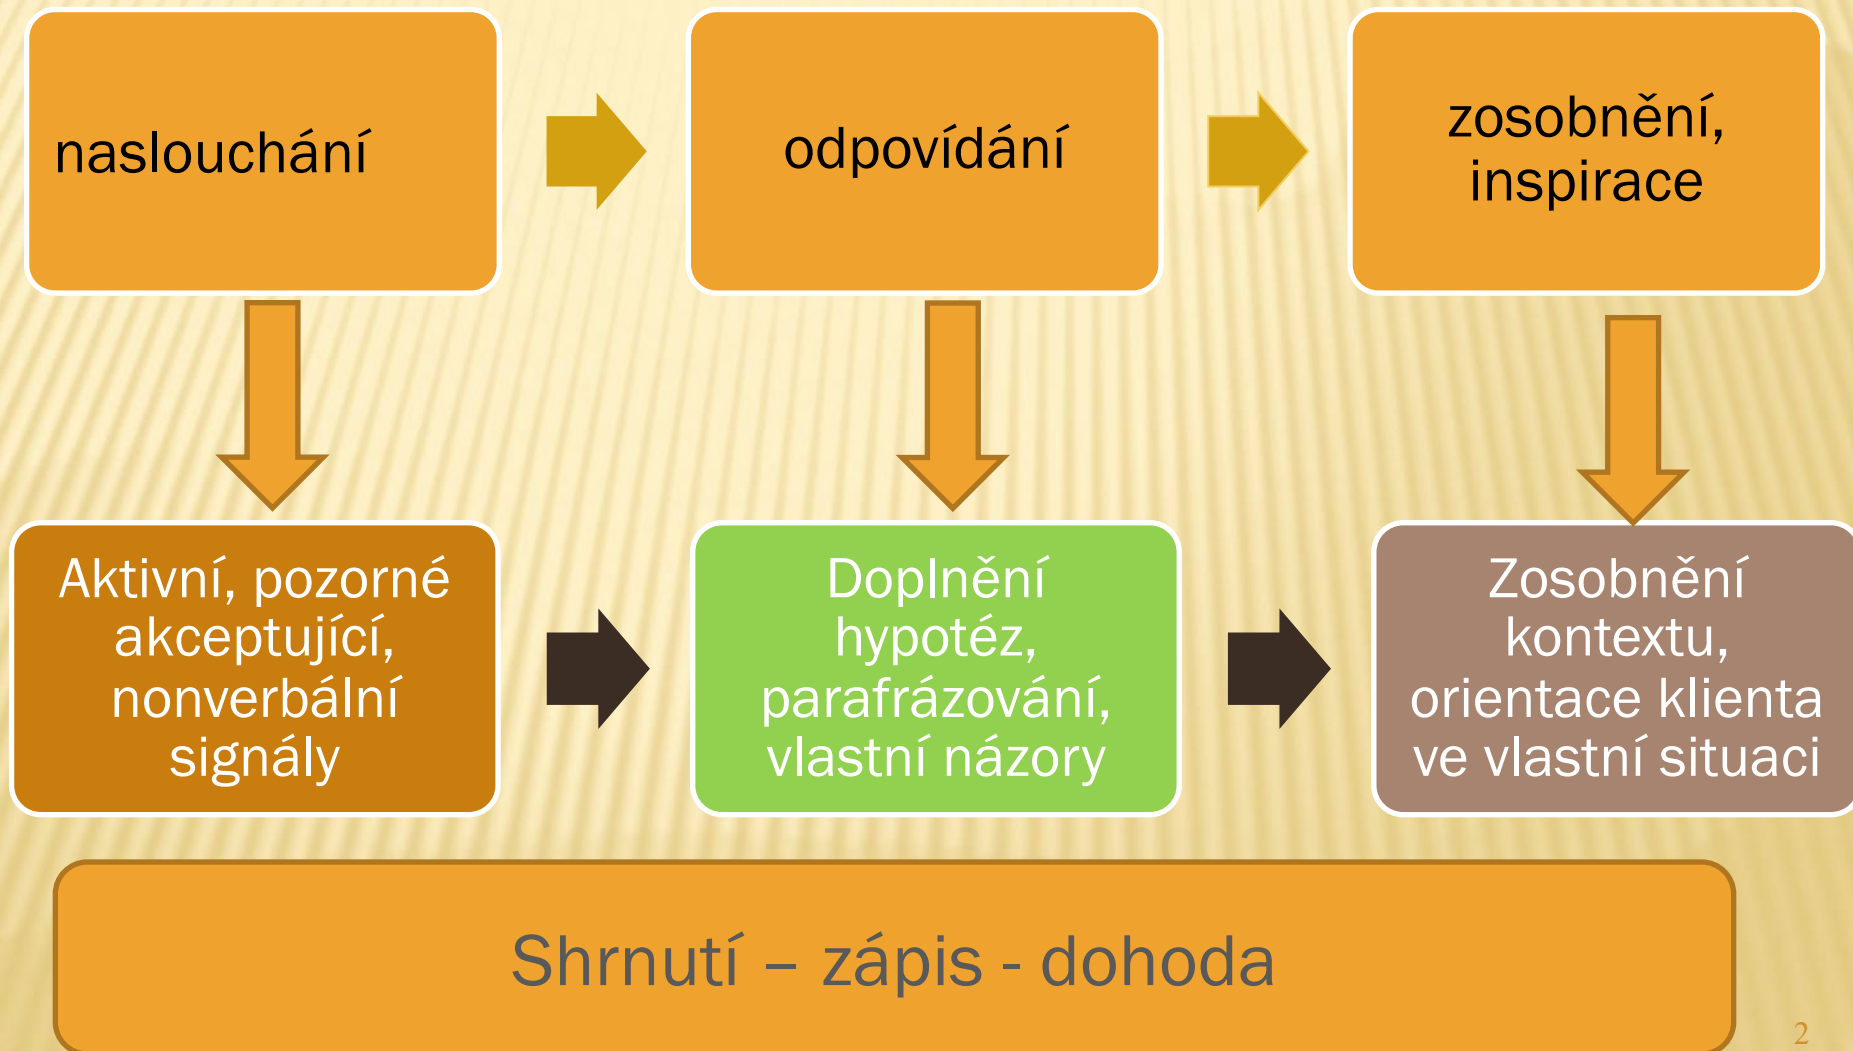 naslouchání
odpovídání
zosobnění,
inspirace
Aktivní, pozorné
akceptující,
nonverbální
signály
Doplnění
hypotéz,
parafrázování,
vlastní názory
Zosobnění
kontextu,
orientace klienta
ve vlastní situaci
Shrnutí – zápis - dohoda
2